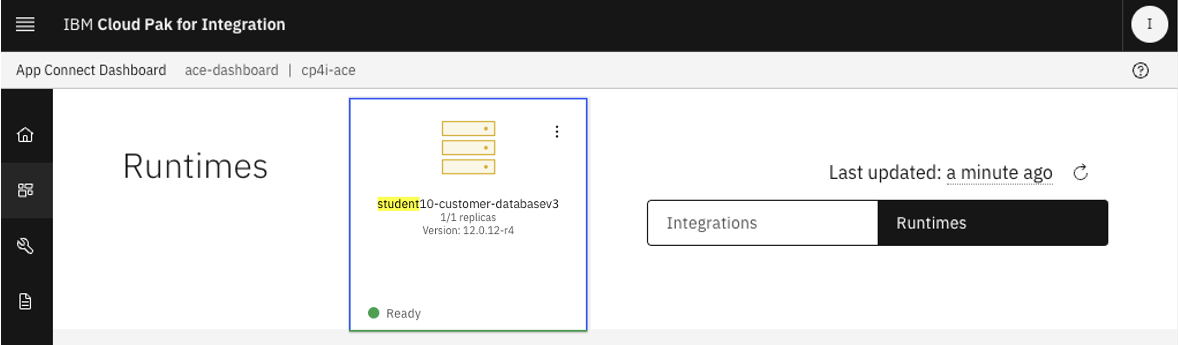 IBM Cloud Pak for Integration
I
App Connect Dashboard ace-dashboard | cp4i-ace
Runtimes
student10-customer-databasev3
1/1 replicas
Version: 12.0.12-r4
Ready
Last updated: a minute ago
Integrations
Runtimes